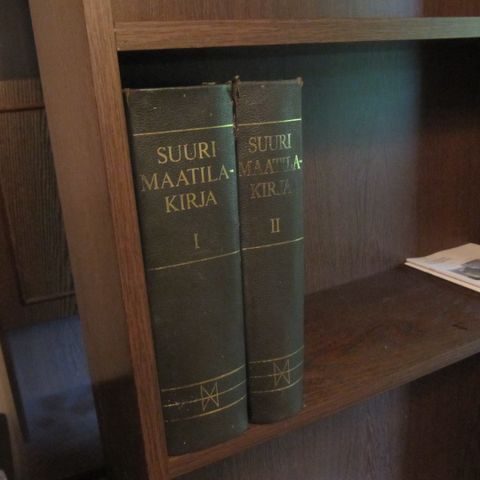 SUURI
MAATILA-
KIRJA
I
SUURI
MAATILA-
KIRJA
II